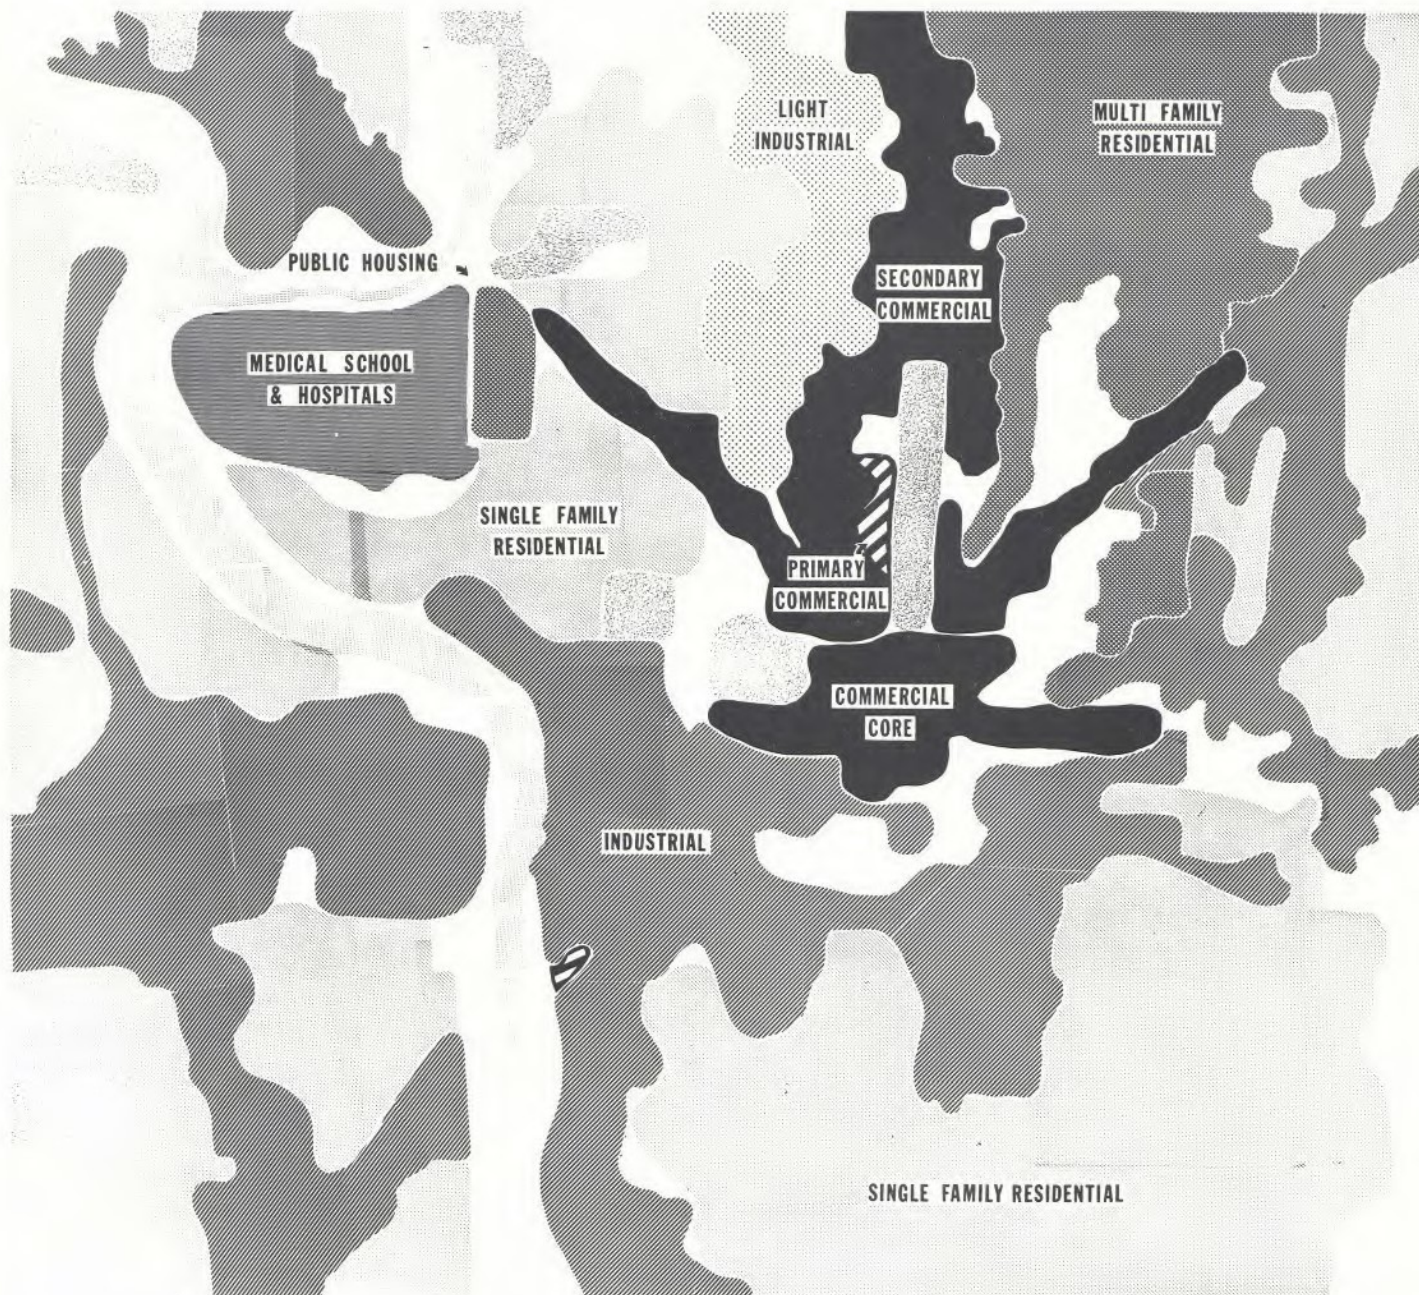 LIGHT
INDUSTRIAL
MULTI FAMILY
RESIDENTIAL
PUBLIC HOUSING
SECONDARY
COMMERCIAL
MEDICAL SCHOOL
& HOSPITALS
SINGLE FAMILY
RESIDENTIAL
PRIMARY
COMMERCIAL
COMMERCIAL
CORE
INDUSTRIAL
SINGLE FAMILY RESIDENTIAL